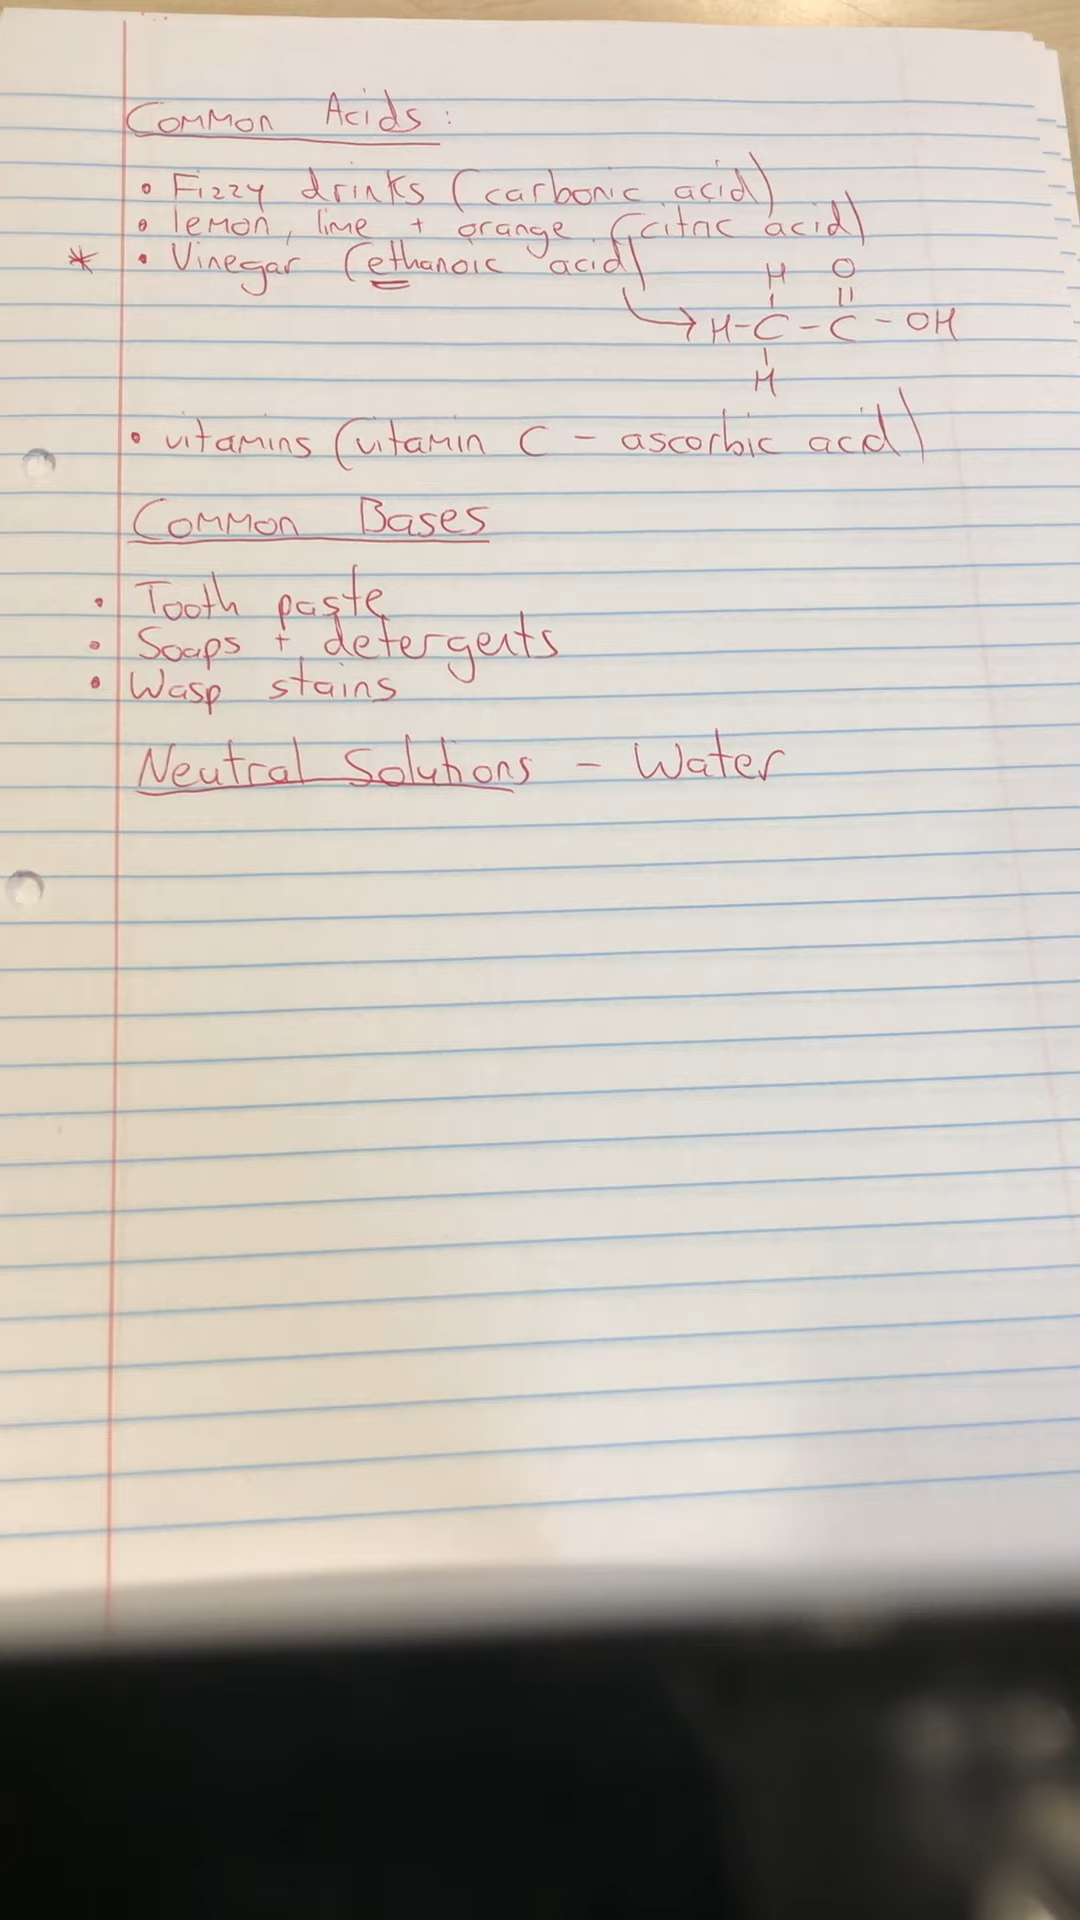 Common Acids:
• Fizzy drinks (carbonic acid)
• lemon, lime + orange (citric acid)
* • Vinegar (ethanoic acid)
H O
| ||
→ H-C-C-OH
|
H
• vitamins (vitamin C - ascorbic acid)
Common Bases
• Tooth paste
• Soaps + detergents
• Wasp stains
Neutral Solutions - Water